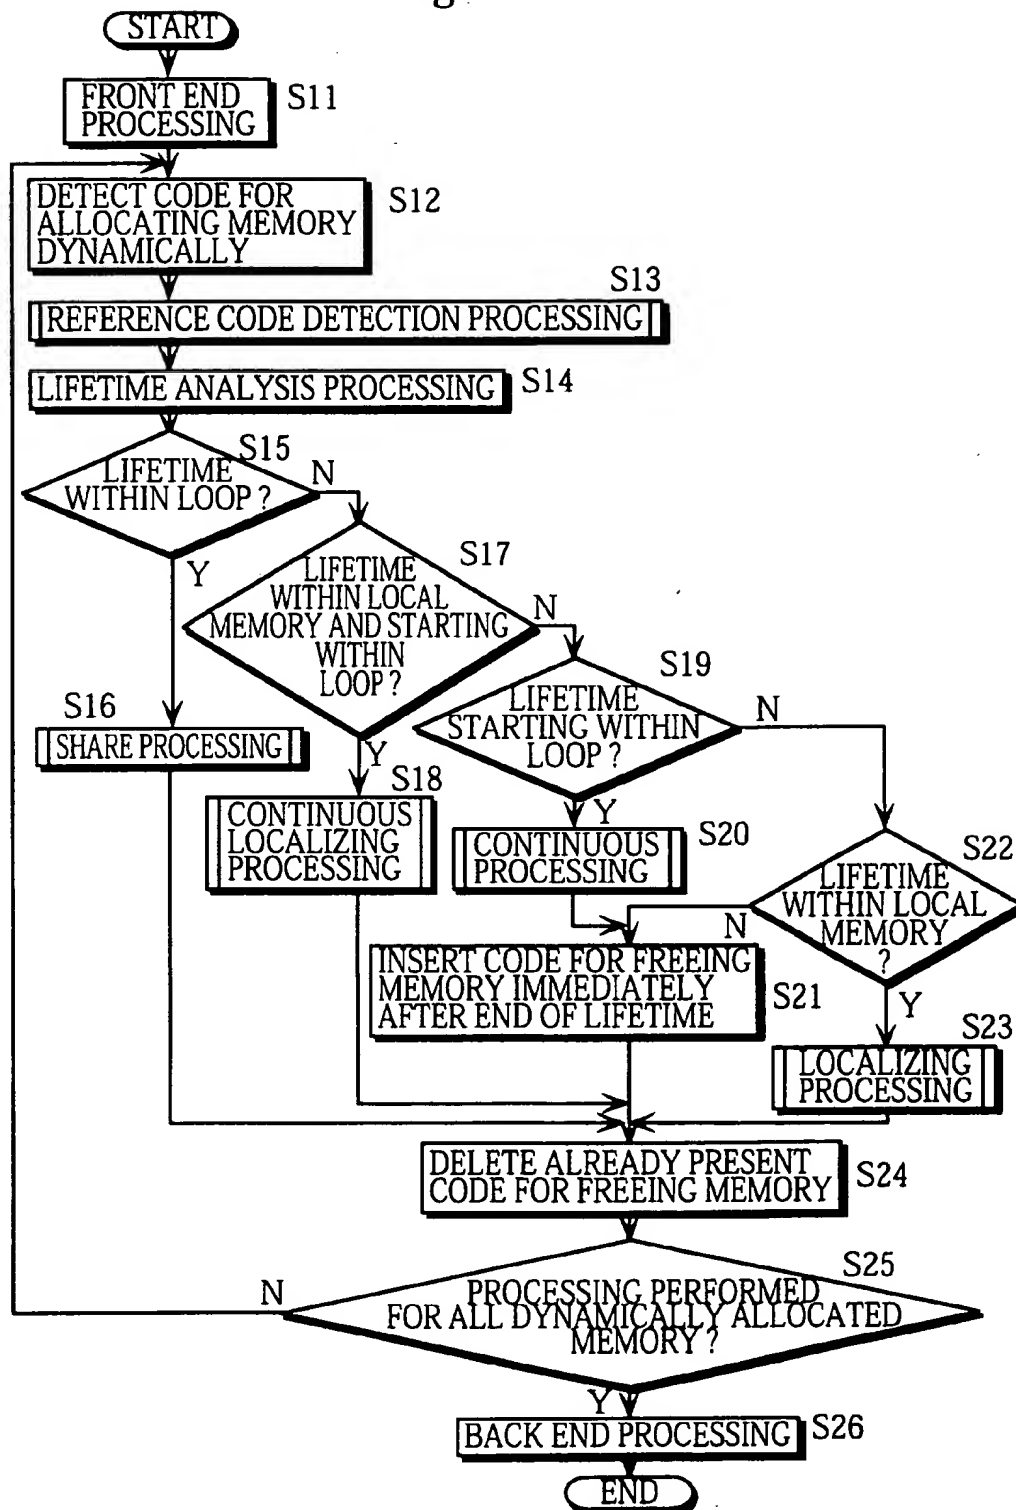 START
FRONT END
PROCESSING
S11
DETECT CODE FOR
ALLOCATING MEMORY
DYNAMICALLY
S12
S13
REFERENCE CODE DETECTION PROCESSING
LIFETIME ANALYSIS PROCESSING
S14
S15
LIFETIME
WITHIN LOOP ?
N
Y
S17
LIFETIME
WITHIN LOCAL
MEMORY AND STARTING
WITHIN
LOOP ?
N
Y
S19
LIFETIME
STARTING WITHIN
LOOP ?
N
Y
S16
SHARE PROCESSING
S18
CONTINUOUS
LOCALIZING
PROCESSING
S20
CONTINUOUS
PROCESSING
S22
LIFETIME
WITHIN LOCAL
MEMORY
?
N
Y
INSERT CODE FOR FREEING
MEMORY IMMEDIATELY
AFTER END OF LIFETIME
S21
S23
LOCALIZING
PROCESSING
DELETE ALREADY PRESENT
CODE FOR FREEING MEMORY
S24
S25
PROCESSING PERFORMED
FOR ALL DYNAMICALLY ALLOCATED
MEMORY ?
N
Y
BACK END PROCESSING
S26
END